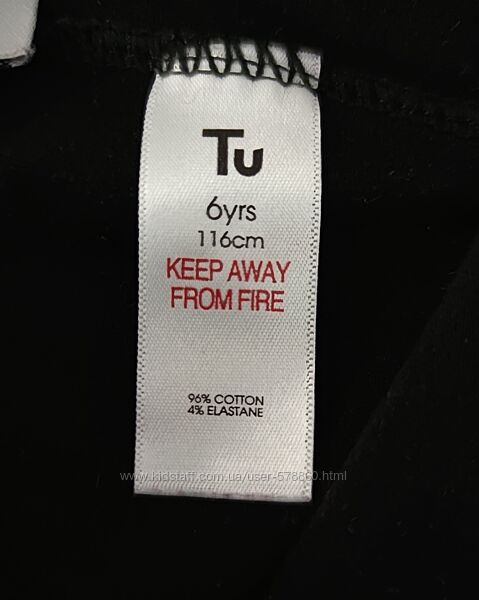 Tu
6yrs
116cm
KEEP AWAY
FROM FIRE
96% COTTON
4% ELASTANE
www.kidstaff.com.ua/user-578860.html